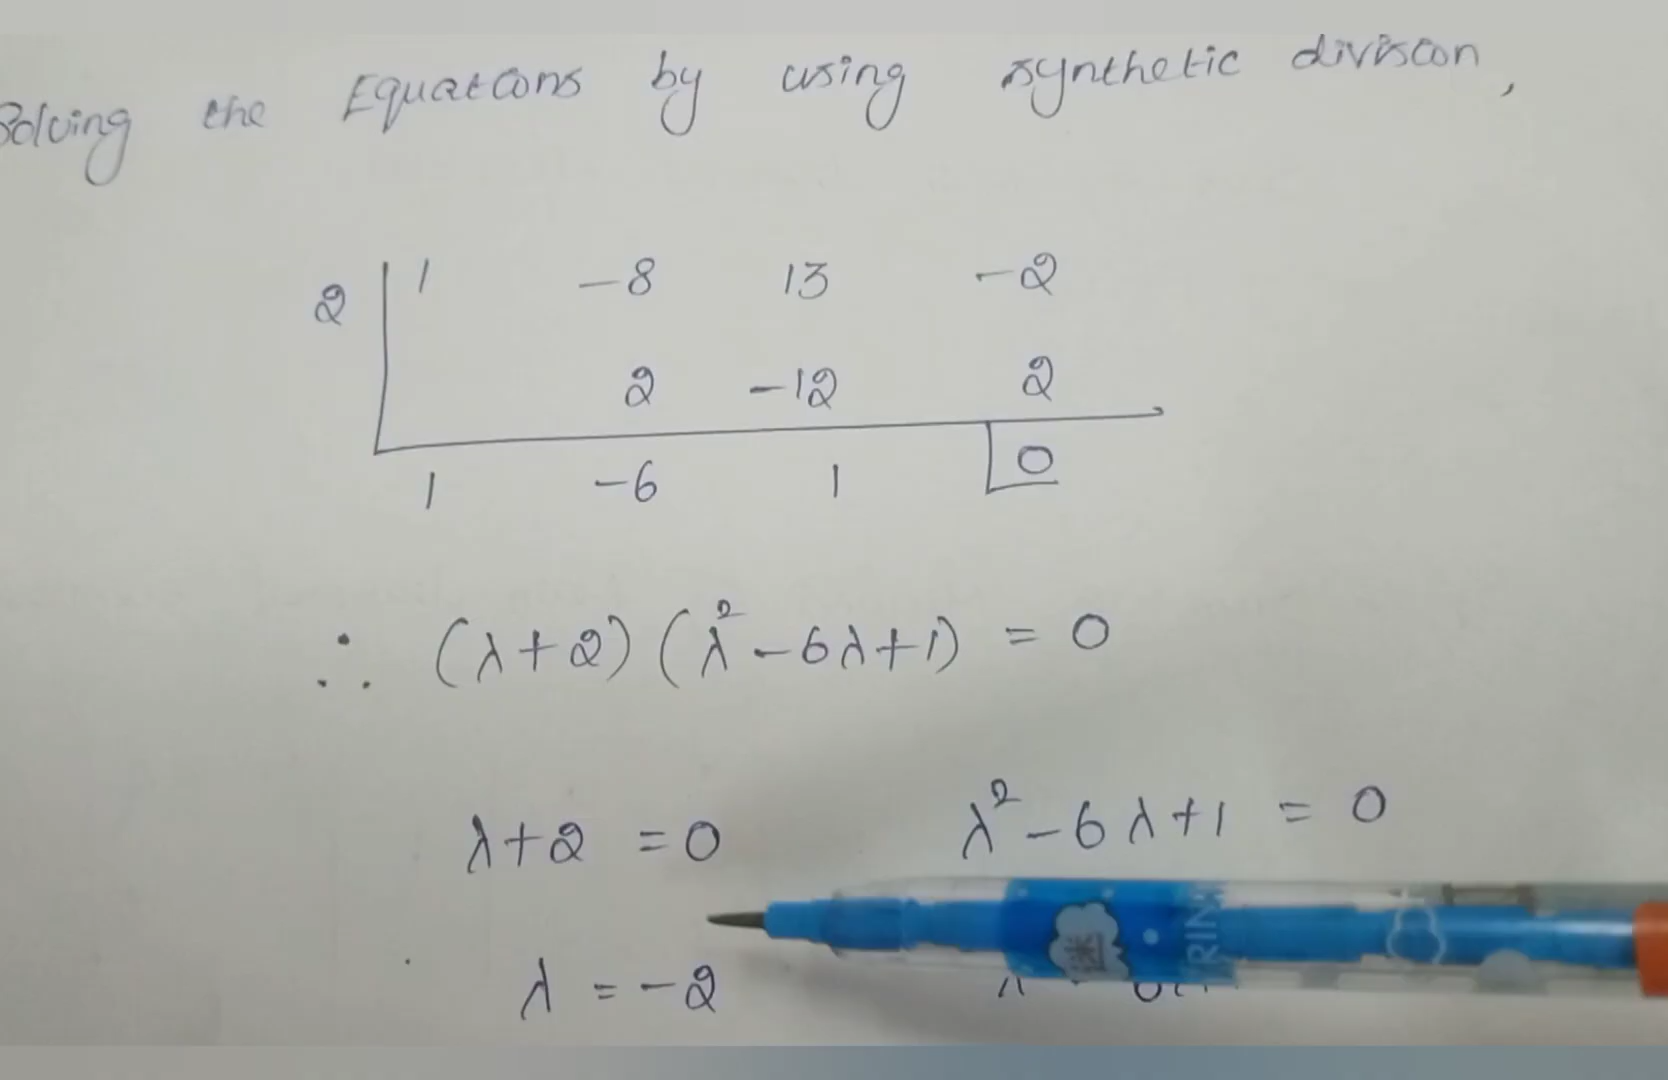 Solving the Equations by using synthetic division,
2 | 1 -8 13 -2
2 -12 2
1 -6 1 | 0
∴ (λ+2) (λ²-6λ+1) = 0
λ+2 = 0 λ²-6λ+1 = 0
λ = -2